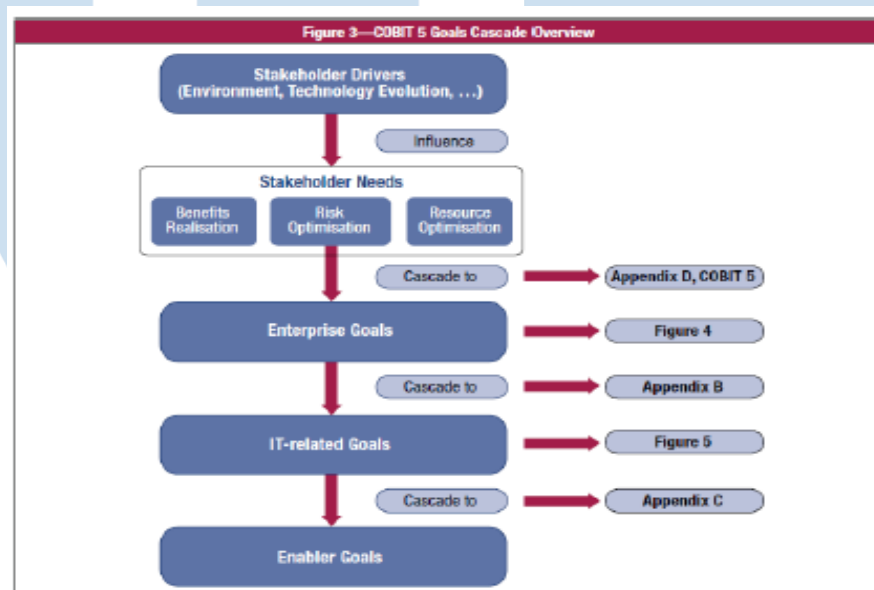 Figure 3—COBIT 5 Goals Cascade Overview
Stakeholder Drivers
(Environment, Technology Evolution, …)
Influence
Stakeholder Needs
Benefits
Realisation
Risk
Optimisation
Resource
Optimisation
Cascade to
Appendix D, COBIT 5
Enterprise Goals
Figure 4
Cascade to
Appendix B
IT-related Goals
Figure 5
Cascade to
Appendix C
Enabler Goals